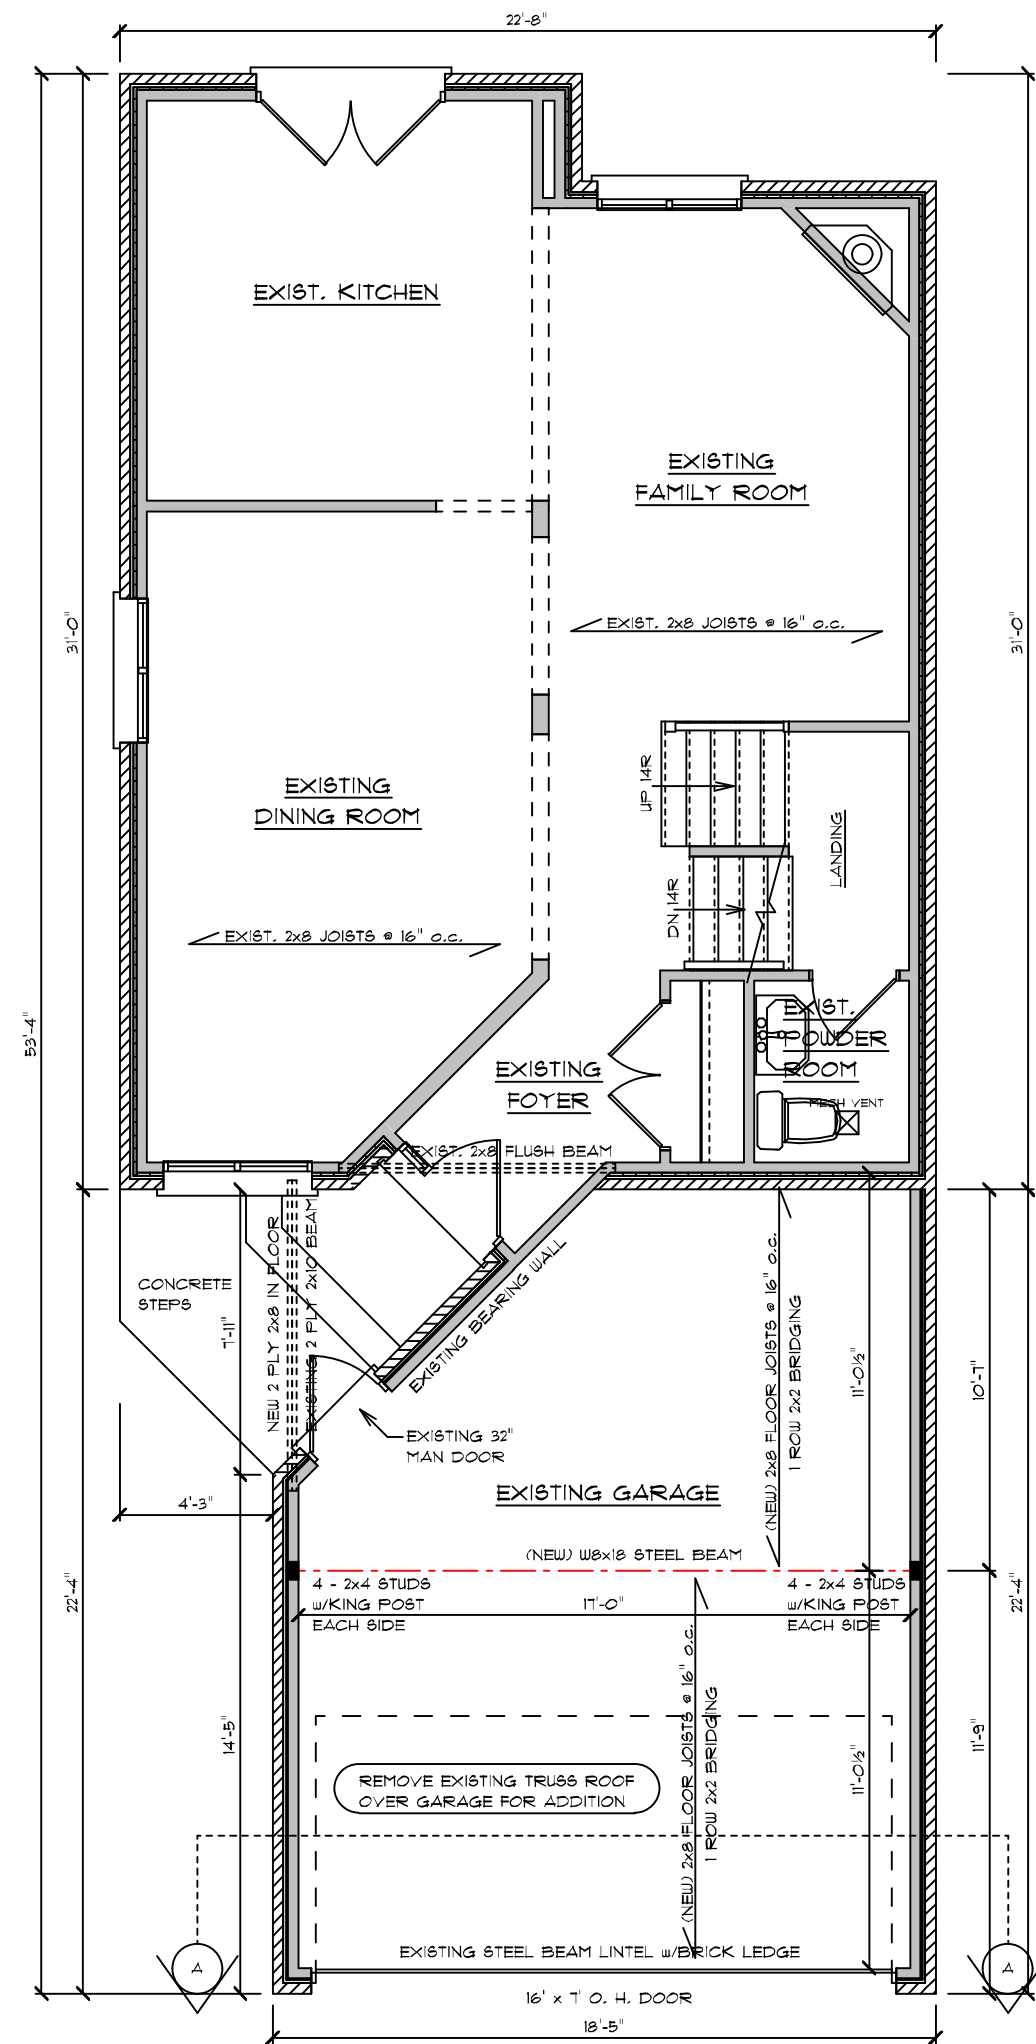 22'-8"
EXIST. KITCHEN
EXISTING
FAMILY ROOM
EXIST. 2x8 JOISTS @ 16" o.c.
31'-0"
31'-0"
53'-4"
UP 14R
LANDING
DN 14R
EXISTING
DINING ROOM
EXIST. 2x8 JOISTS @ 16" o.c.
EXISTING
FOYER
EXIST.
POWDER
ROOM
MECH VENT
EXIST. 2x8 FLUSH BEAM
CONCRETE
STEPS
7'-11"
NEW 2 PLY 2x8 IN FLOOR
EXISTING 2 PLY 2x10 BEAM
EXISTING BEARING WALL
EXISTING 32"
MAN DOOR
(NEW) 2x8 FLOOR JOISTS @ 16" o.c.
1 ROW 2x2 BRIDGING
11'-0½"
10'-7"
4'-3"
EXISTING GARAGE
(NEW) W8x18 STEEL BEAM
4 - 2x4 STUDS
w/KING POST
EACH SIDE
17'-0"
4 - 2x4 STUDS
w/KING POST
EACH SIDE
22'-4"
22'-4"
14'-5"
(NEW) 2x8 FLOOR JOISTS @ 16" o.c.
1 ROW 2x2 BRIDGING
11'-0½"
11'-9"
REMOVE EXISTING TRUSS ROOF
OVER GARAGE FOR ADDITION
EXISTING STEEL BEAM LINTEL w/BRICK LEDGE
A
A
16' x 7' O. H. DOOR
18'-5"